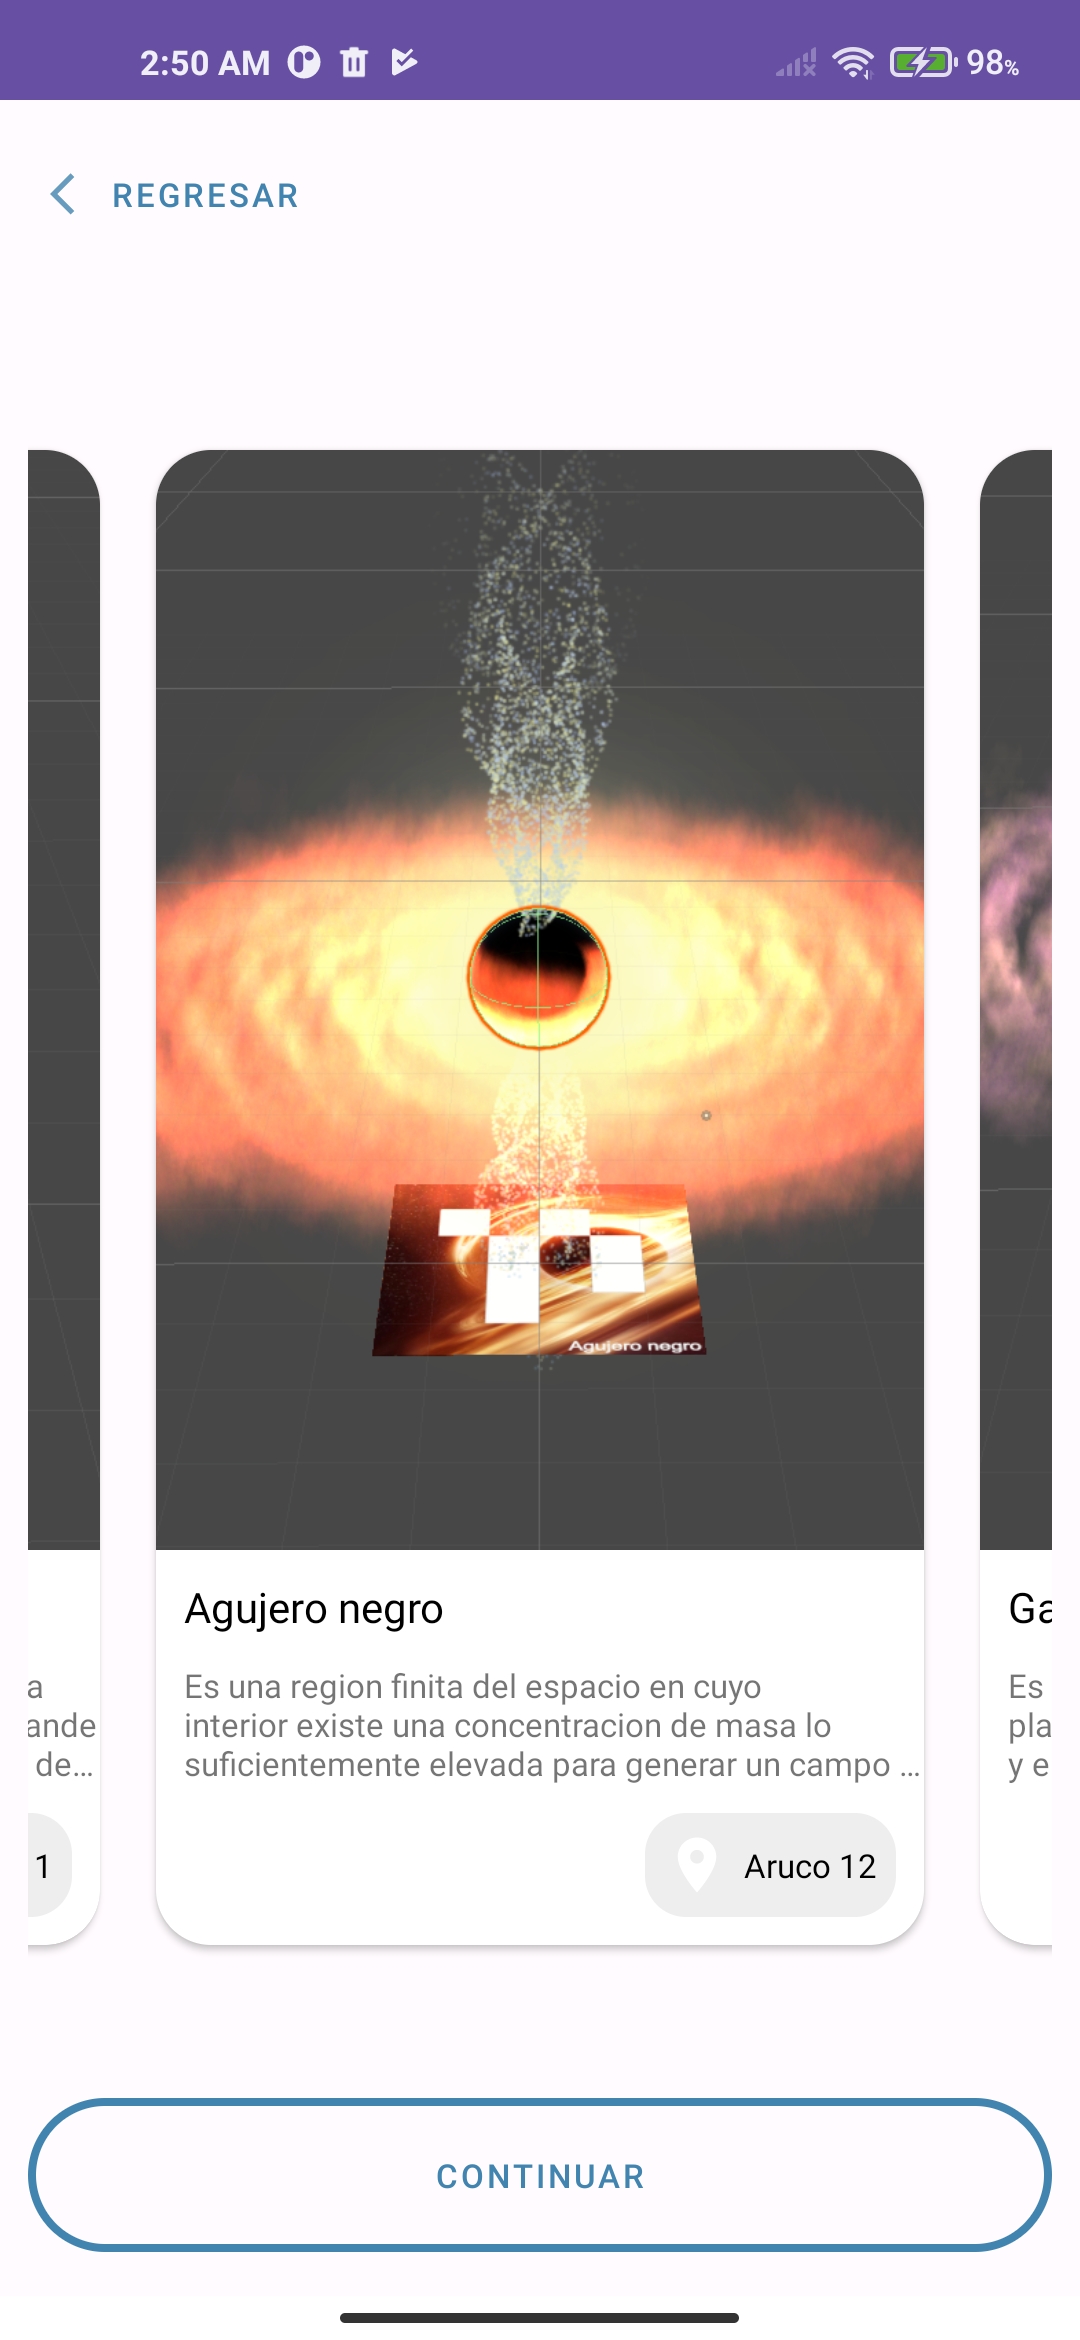 2:50 AM
98%
REGRESAR
Agujero negro
Agujero negro
Es una region finita del espacio en cuyo
interior existe una concentracion de masa lo
suficientemente elevada para generar un campo ...
Aruco 12
a
ande
de...
1
Ga
Es
pla
y e
CONTINUAR